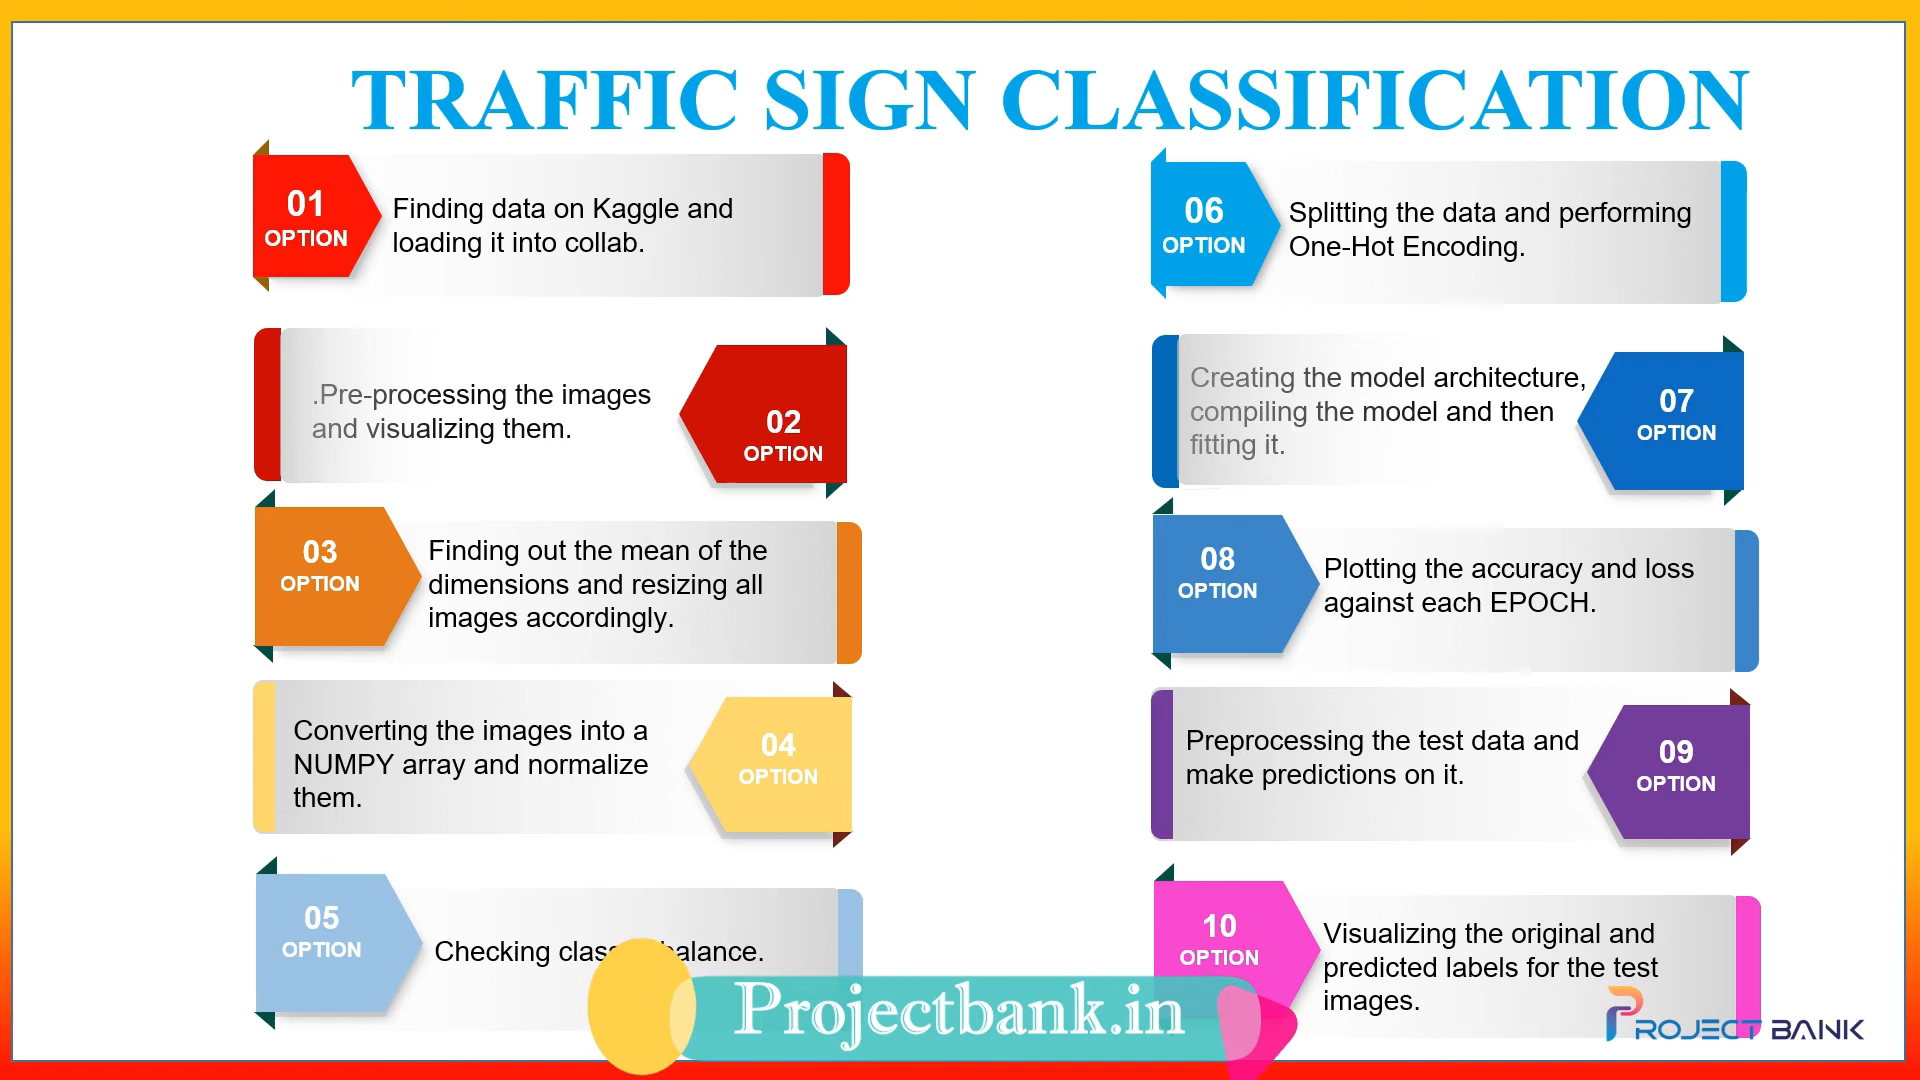 TRAFFIC SIGN CLASSIFICATION
01
OPTION
Finding data on Kaggle and
loading it into collab.
.Pre-processing the images
and visualizing them.
02
OPTION
03
OPTION
Finding out the mean of the
dimensions and resizing all
images accordingly.
Converting the images into a
NUMPY array and normalize
them.
04
OPTION
05
OPTION
Checking
06
OPTION
Splitting the data and performing
One-Hot Encoding.
Creating the model architecture,
compiling the model and then
fitting it.
07
OPTION
08
OPTION
Plotting the accuracy and loss
against each EPOCH.
Preprocessing the test data and
make predictions on it.
09
OPTION
10
OPTION
Visualizing the original and
predicted labels for the test
images.
Projectbank.in
PROJECT BANK